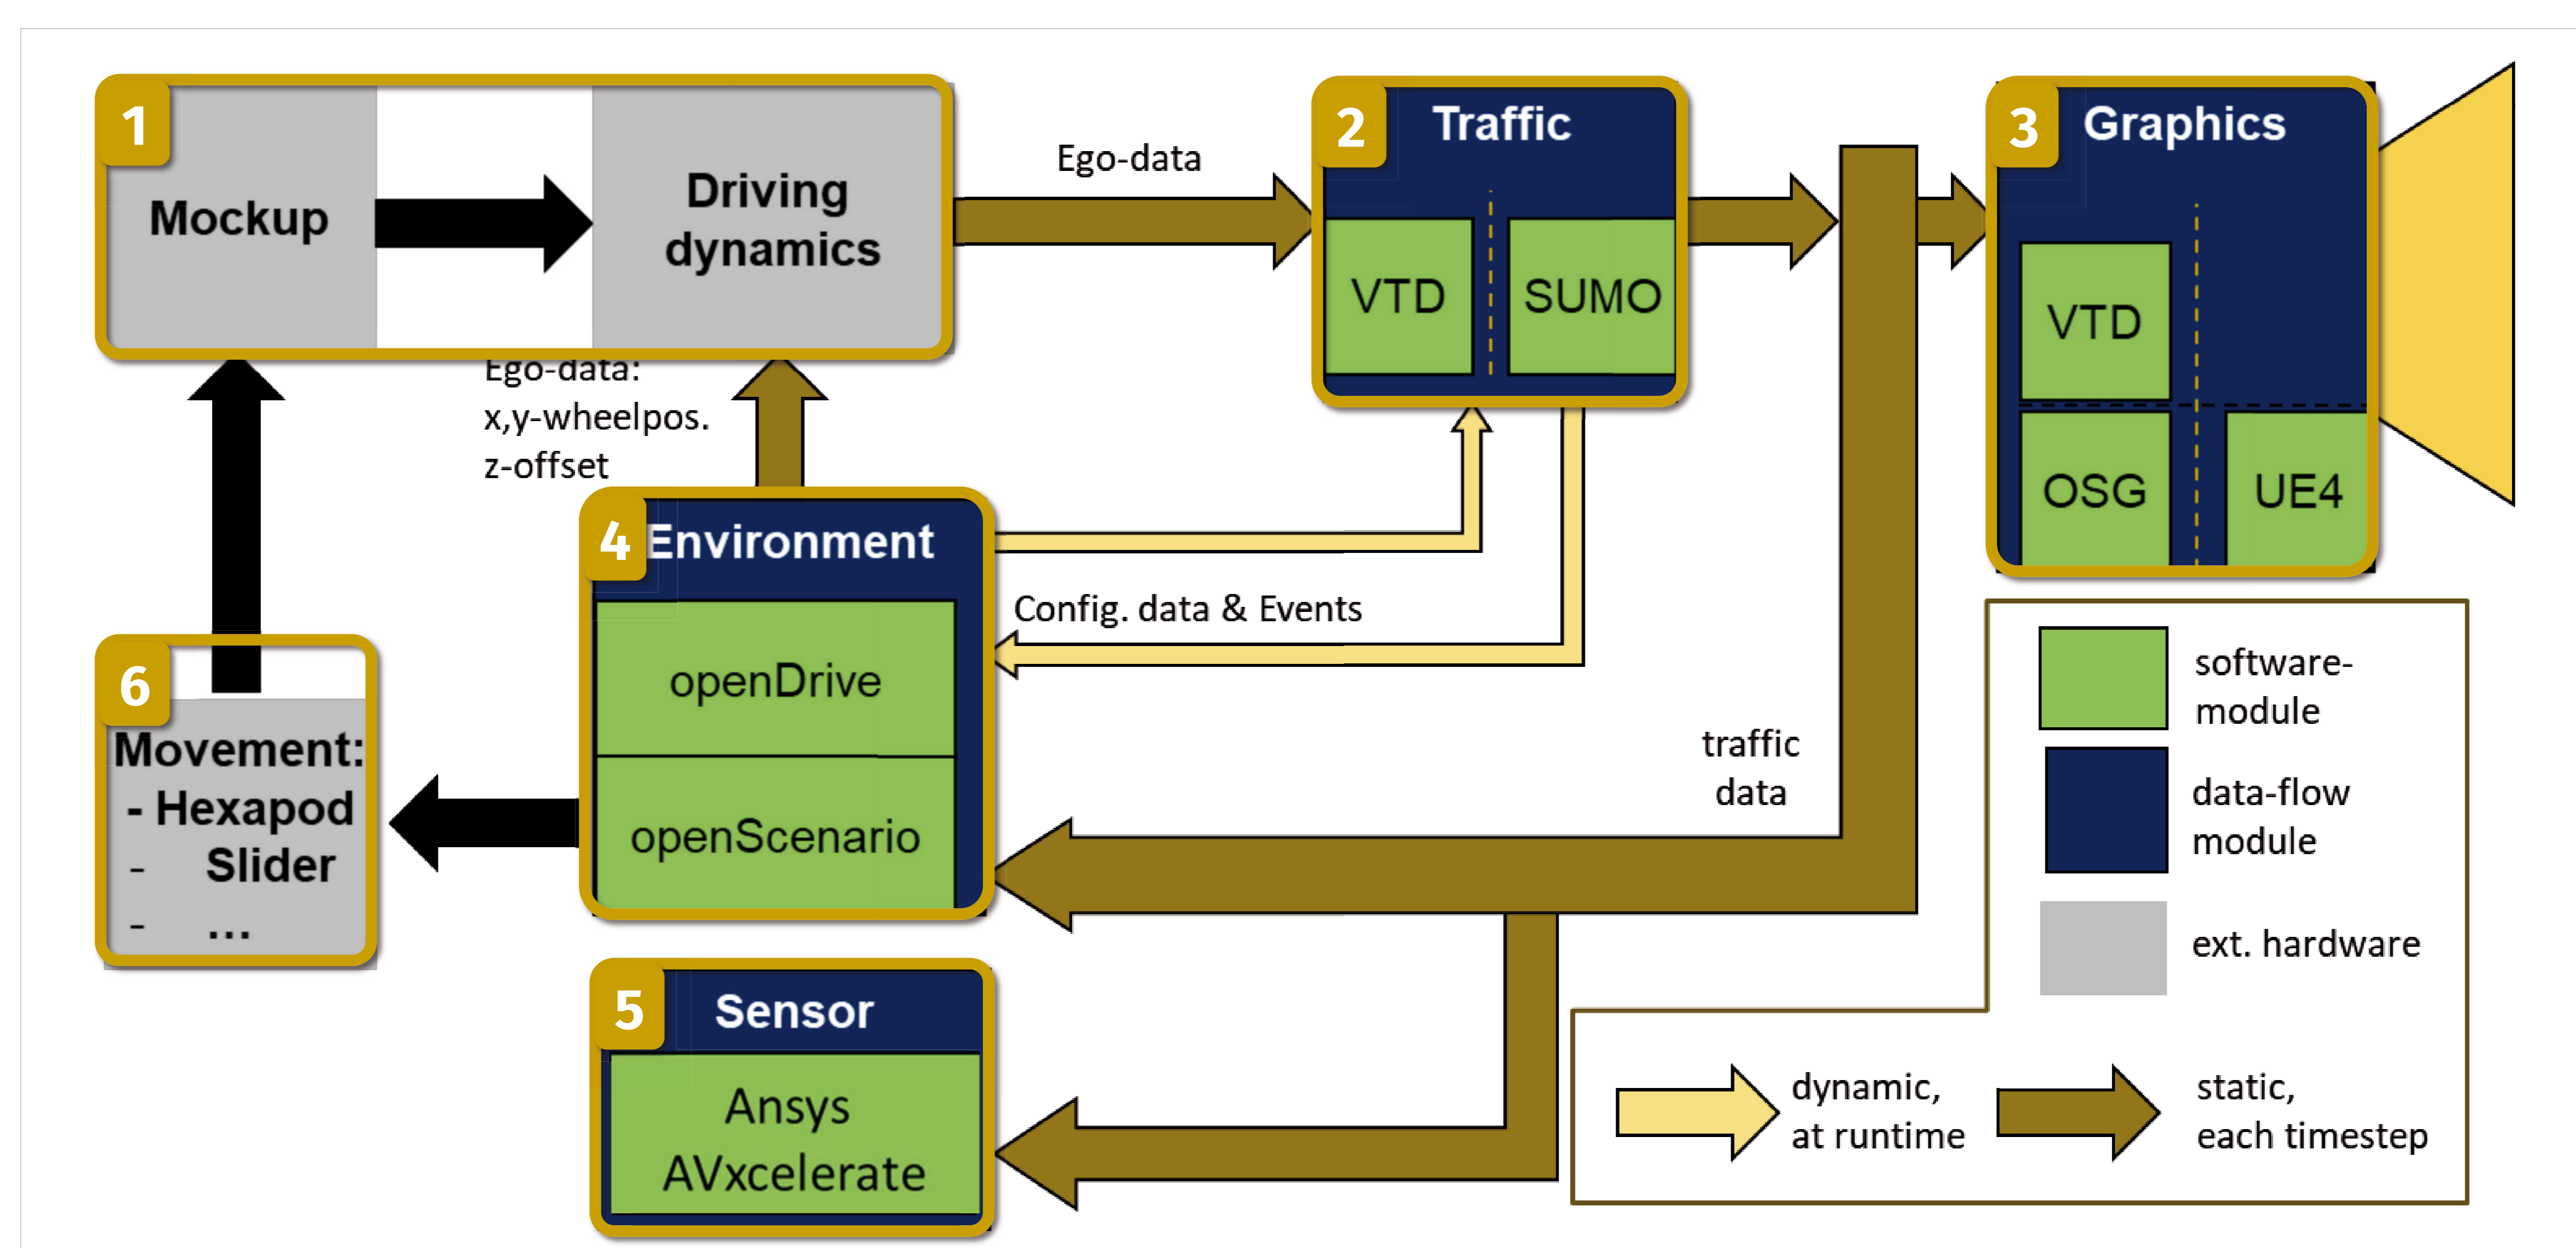 1
Mockup
Driving
dynamics
Ego-data
2
Traffic
VTD
SUMO
3
Graphics
VTD
OSG
UE4
Ego-data:
x,y-wheelpos.
z-offset
4
Environment
openDrive
openScenario
Config. data & Events
traffic
data
6
Movement:
- Hexapod
- Slider
- ...
5
Sensor
Ansys
AVxcelerate
software-
module
data-flow
module
ext. hardware
dynamic,
at runtime
static,
each timestep